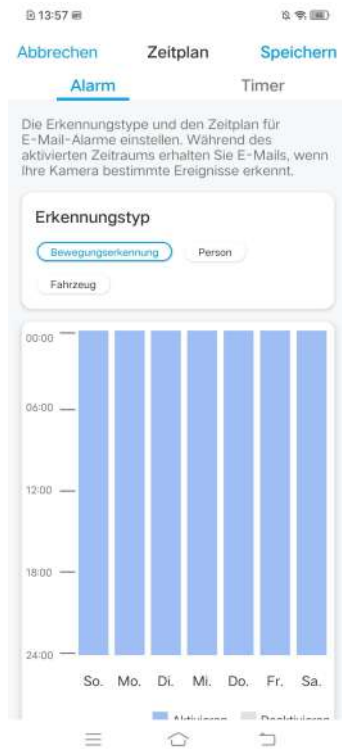 13:57
Abbrechen Zeitplan Speichern
Alarm Timer
Die Erkennungstype und den Zeitplan für
E-Mail-Alarme einstellen. Während des
aktivierten Zeitraums erhalten Sie E-Mails, wenn
Ihre Kamera bestimmte Ereignisse erkennt.
Erkennungstyp
Bewegungserkennung Person
Fahrzeug
00:00
06:00
12:00
18:00
24:00
So. Mo. Di. Mi. Do. Fr. Sa.
Aktivieren Deaktivieren